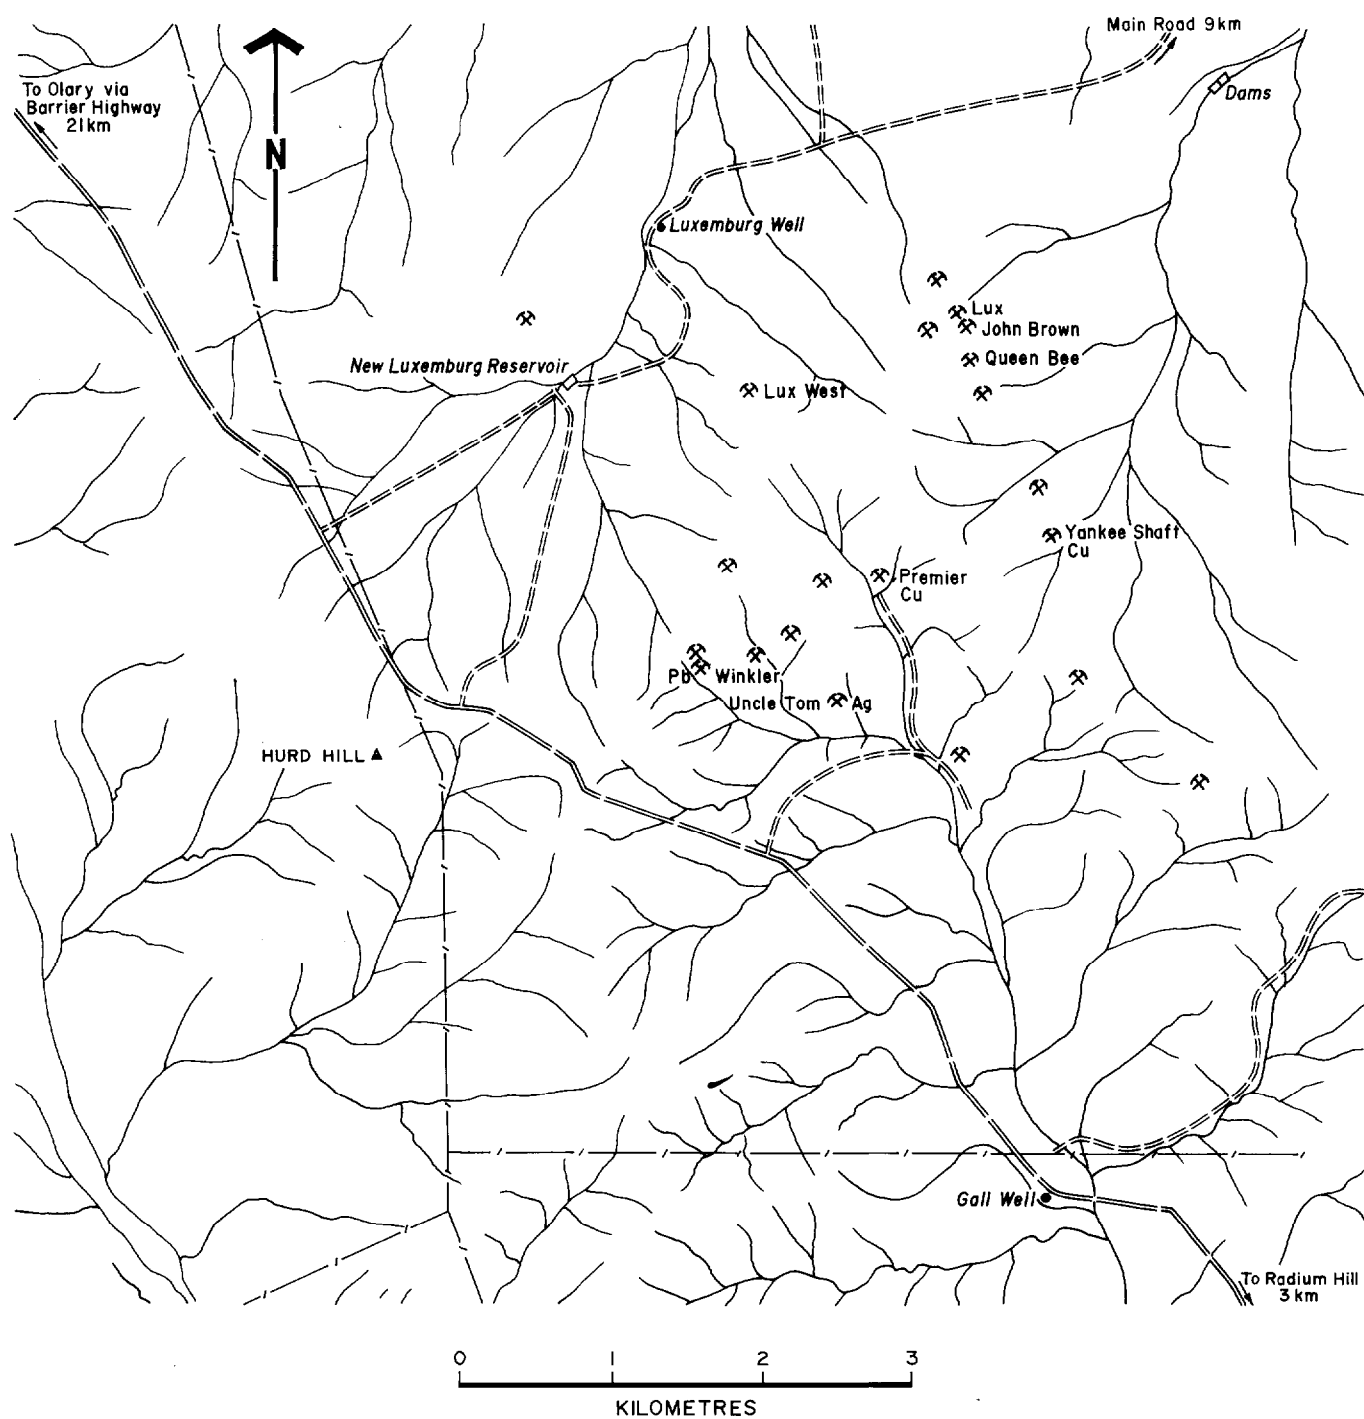 Main Road 9km
To Olary via
Barrier Highway
21km
Dams
N
Luxemburg Well
Lux
John Brown
New Luxemburg Reservoir
Queen Bee
Lux West
Yankee Shaft
Cu
Premier
Cu
Pb Winkler
Uncle Tom Ag
HURD HILL
Gall Well
To Radium Hill
3km
0 1 2 3
KILOMETRES